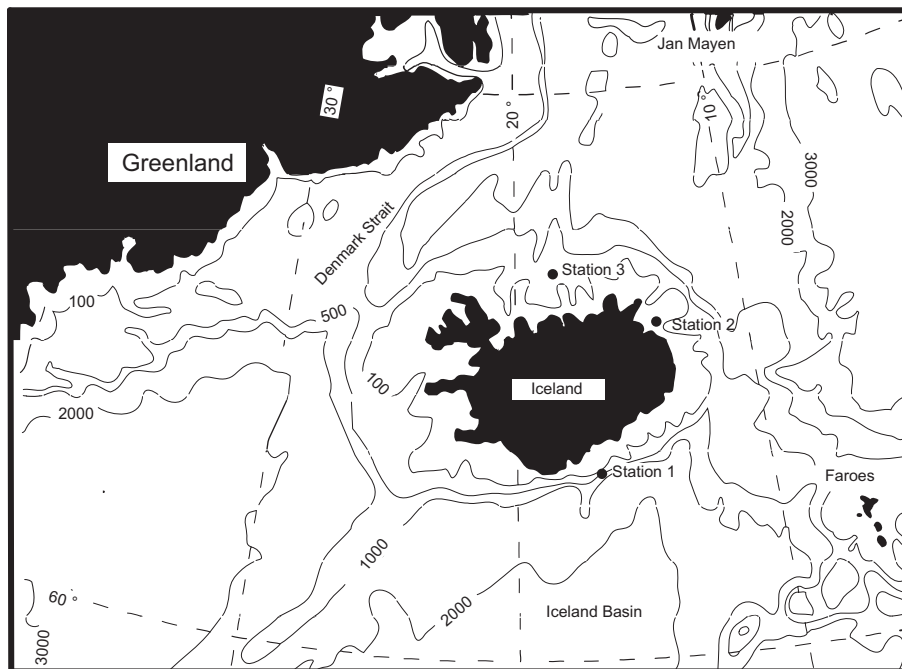 Jan Mayen
30°
20°
10°
Greenland
3000
2000
Denmark Strait
Station 3
100
500
Station 2
100
Iceland
2000
Station 1
Faroes
1000
60°
2000
Iceland Basin
3000